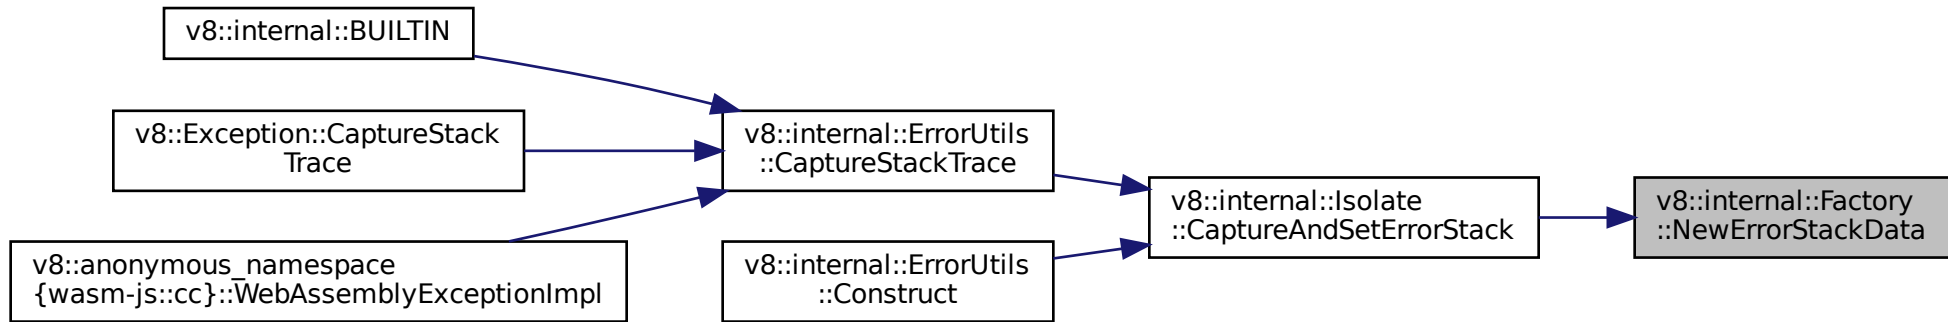 v8::internal::BUILTIN
v8::Exception::CaptureStack
Trace
v8::anonymous_namespace
{wasm-js::cc}::WebAssemblyExceptionImpl
v8::internal::ErrorUtils
::CaptureStackTrace
v8::internal::ErrorUtils
::Construct
v8::internal::Isolate
::CaptureAndSetErrorStack
v8::internal::Factory
::NewErrorStackData